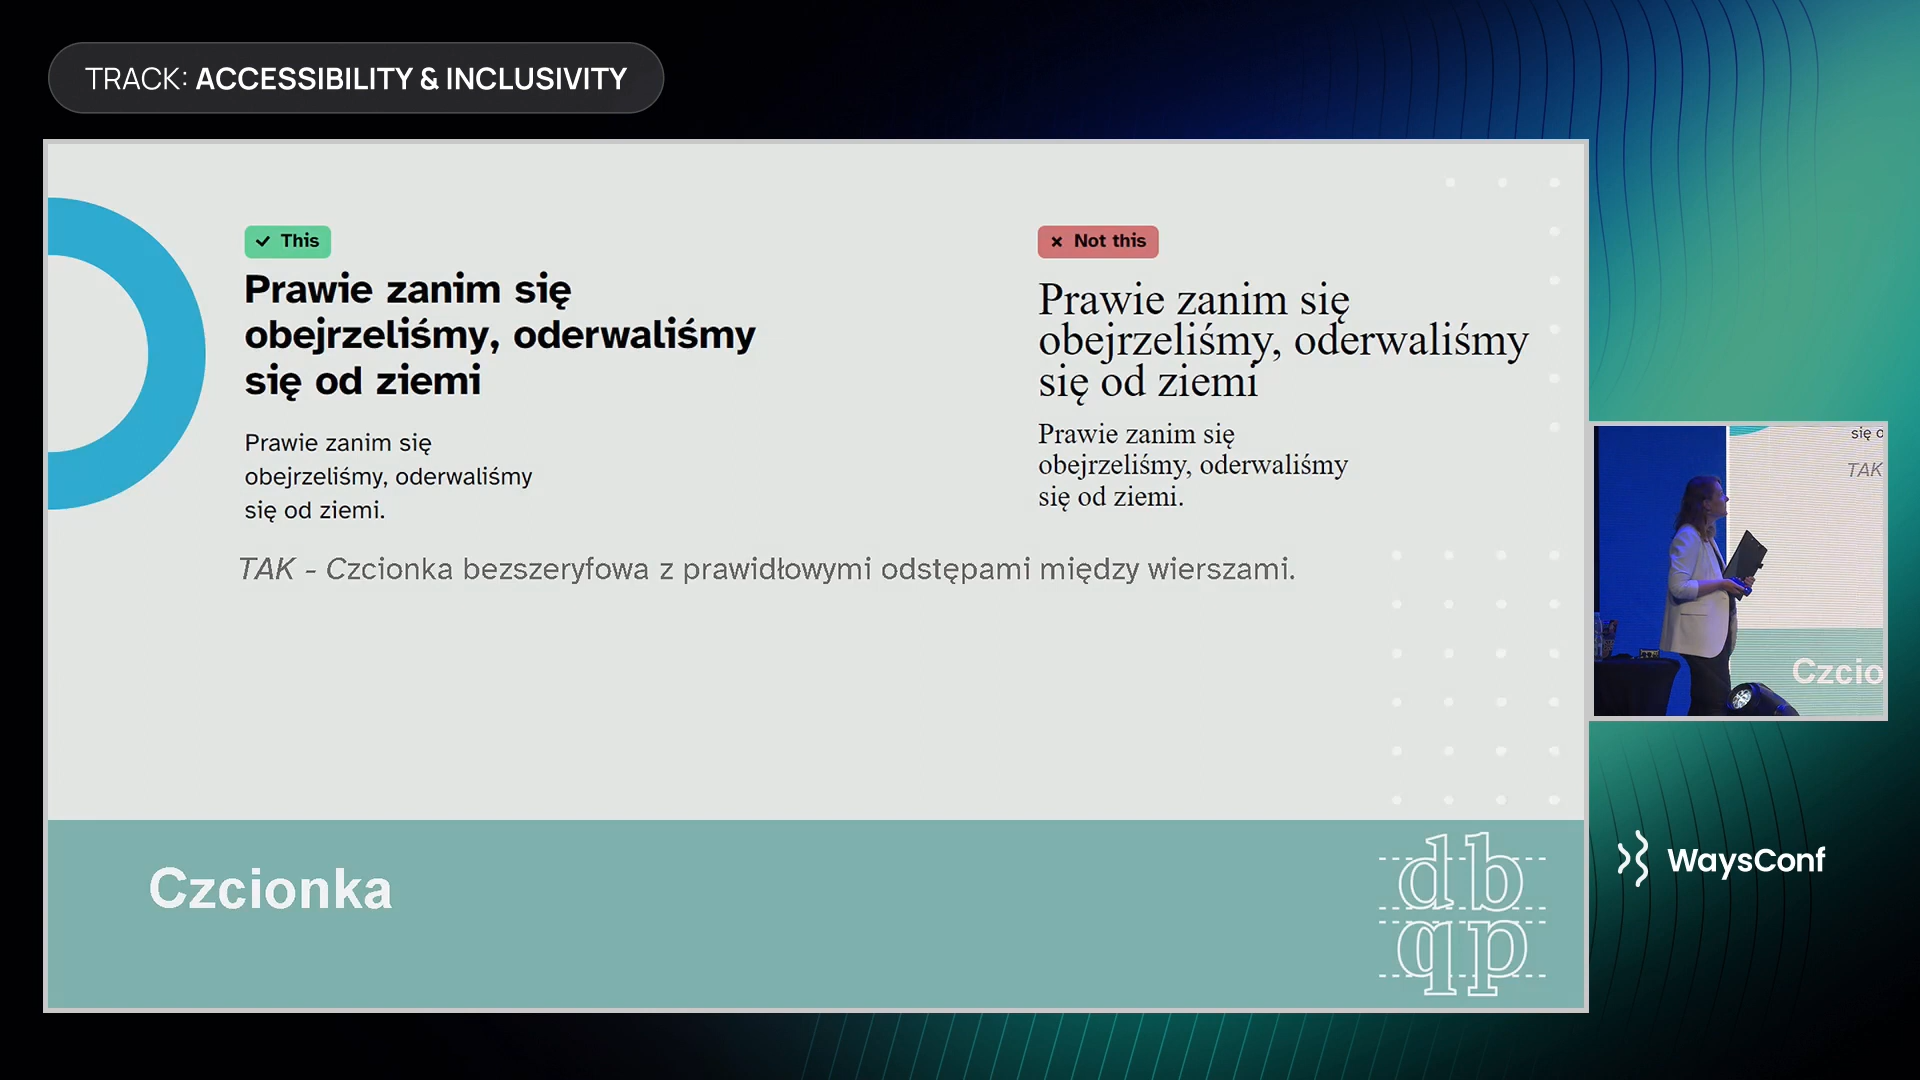 TRACK: ACCESSIBILITY & INCLUSIVITY
This
Prawie zanim się
obejrzeliśmy, oderwaliśmy
się od ziemi
Prawie zanim się
obejrzeliśmy, oderwaliśmy
się od ziemi.
Not this
Prawie zanim się
obejrzeliśmy, oderwaliśmy
się od ziemi
Prawie zanim się
obejrzeliśmy, oderwaliśmy
się od ziemi.
TAK - Czcionka bezszeryfowa z prawidłowymi odstępami między wierszami.
Czcionka
db
qp
się o
TAK
Czcio
WaysConf